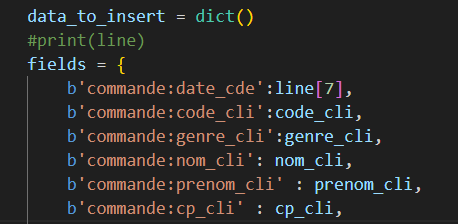 data_to_insert = dict()
#print(line)
fields = {
b'commande:date_cde':line[7],
b'commande:code_cli':code_cli,
b'commande:genre_cli':genre_cli,
b'commande:nom_cli': nom_cli,
b'commande:prenom_cli' : prenom_cli,
b'commande:cp_cli' : cp_cli,